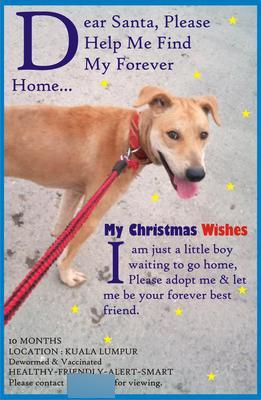 Dear Santa, Please
Help Me Find
My Forever
Home...
My Christmas Wishes
I am just a little boy
waiting to go home,
Please adopt me & let
me be your forever best
friend.
10 MONTHS
LOCATION : KUALA LUMPUR
Dewormed & Vaccinated
HEALTHY-FRIENDLY-ALERT-SMART
Please contact for viewing.